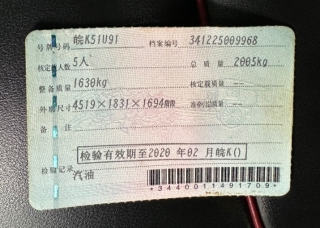 号牌号码 皖K51U91 档案编号 341225009968
核定载人数 5人 总质量 2005kg
整备质量 1630kg 核定载质量 --
外廓尺寸 4519×1831×1694mm 准牵引总质量 --
检验有效期至2020 年02 月皖K()
检验记录 汽油
*3440011491709*